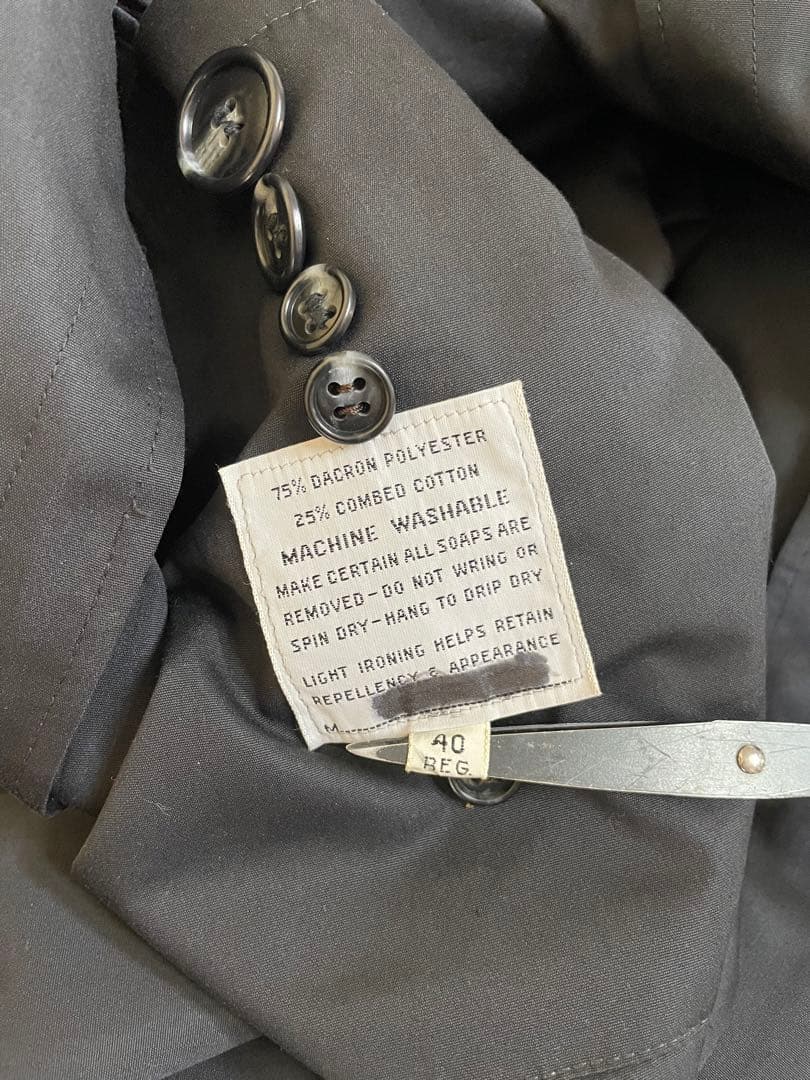 75% DACRON POLYESTER
25% COMBED COTTON
MACHINE WASHABLE
MAKE CERTAIN ALL SOAPS ARE
REMOVED-DO NOT WRING OR
SPIN DRY-HANG TO DRIP DRY
LIGHT IRONING HELPS RETAIN
REPELLENCY & APPEARANCE
40
REG.